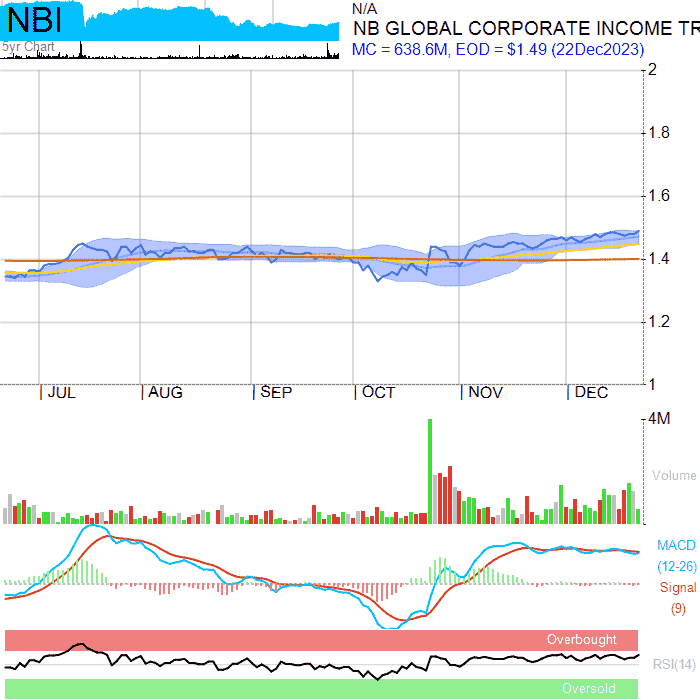 NBI
5yr Chart
N/A
NB GLOBAL CORPORATE INCOME TR
MC = 638.6M, EOD = $1.49 (22Dec2023)
2
1.8
1.6
1.4
1.2
1
JUL
AUG
SEP
OCT
NOV
DEC
4M
Volume
MACD
(12-26)
Signal
(9)
Overbought
RSI(14)
Oversold